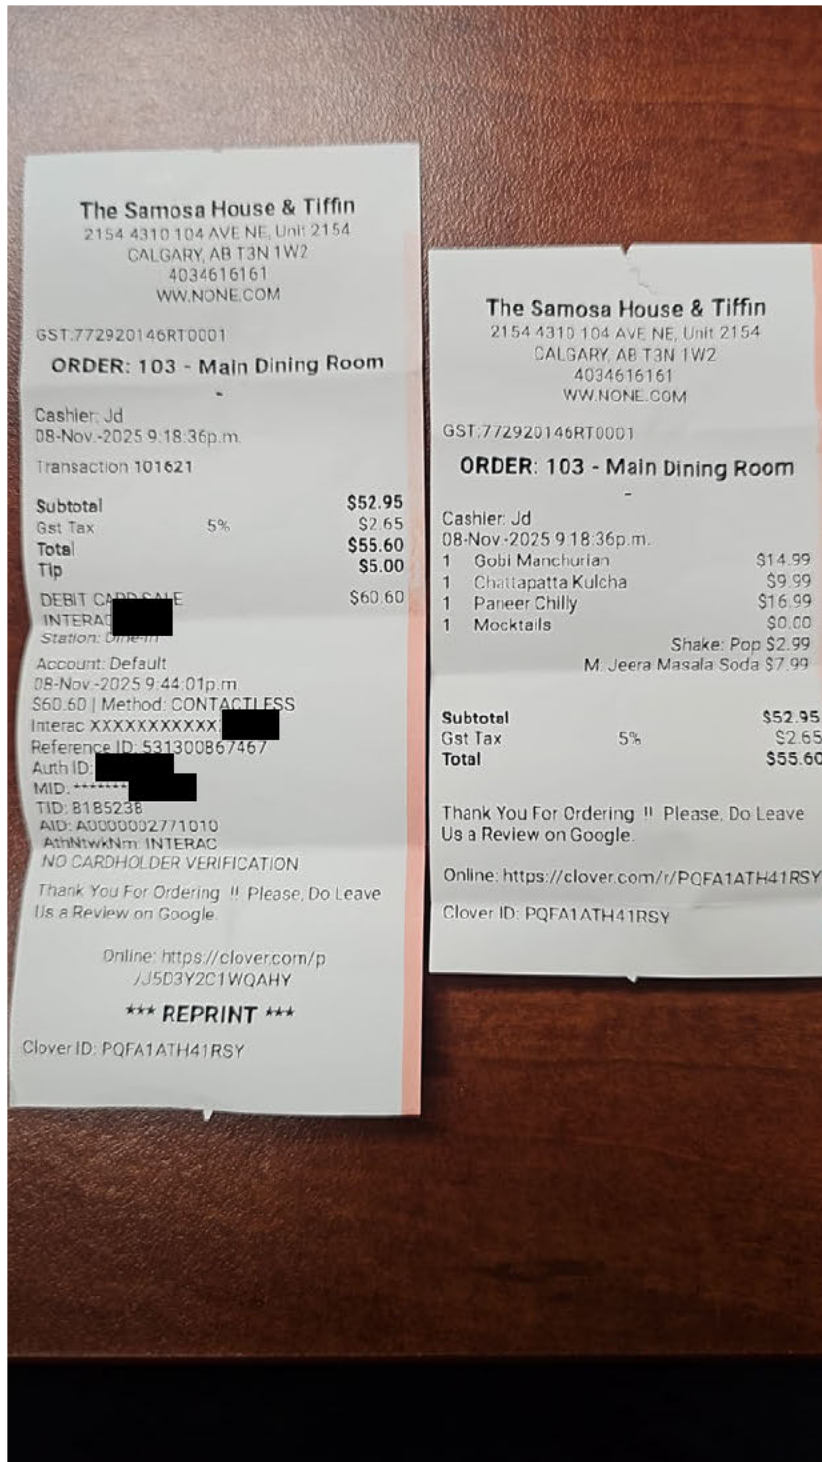 The Samosa House & Tiffin
2154 4310 104 AVE NE, Unit 2154
CALGARY, AB T3N 1W2
4034616161
WW.NONE.COM
GST:772920146RT0001
ORDER: 103 - Main Dining Room
-
Cashier: Jd
08-Nov.-2025 9:18:36p.m.
Transaction 101621
Subtotal $52.95
Gst Tax 5% $2.65
Total $55.60
Tip $5.00
DEBIT CARD SALE $60.60
INTERAC
Station: Dine-In
Account: Default
08-Nov.-2025 9:44:01p.m
$60.60 | Method: CONTACTLESS
Interac XXXXXXXXXXX
Reference ID: 531300867467
Auth ID:
MID: *******
TID: 8185238
AID: A0000002771010
AthNtwkNm: INTERAC
NO CARDHOLDER VERIFICATION
Thank You For Ordering !! Please, Do Leave
Us a Review on Google.
Online: https://clover.com/p
/J5D3Y2C1WQAHY
*** REPRINT ***
Clover ID: PQFA1ATH41RSY
The Samosa House & Tiffin
2154 4310 104 AVE NE, Unit 2154
CALGARY, AB T3N 1W2
4034616161
WW.NONE.COM
GST:772920146RT0001
ORDER: 103 - Main Dining Room
-
Cashier: Jd
08-Nov.-2025 9:18:36p.m.
1 Gobi Manchurian $14.99
1 Chattapatta Kulcha $9.99
1 Paneer Chilly $16.99
1 Mocktails $0.00
Shake: Pop $2.99
M. Jeera Masala Soda $7.99
Subtotal $52.95
Gst Tax 5% $2.65
Total $55.60
Thank You For Ordering !! Please, Do Leave
Us a Review on Google.
Online: https://clover.com/r/PQFA1ATH41RSY
Clover ID: PQFA1ATH41RSY